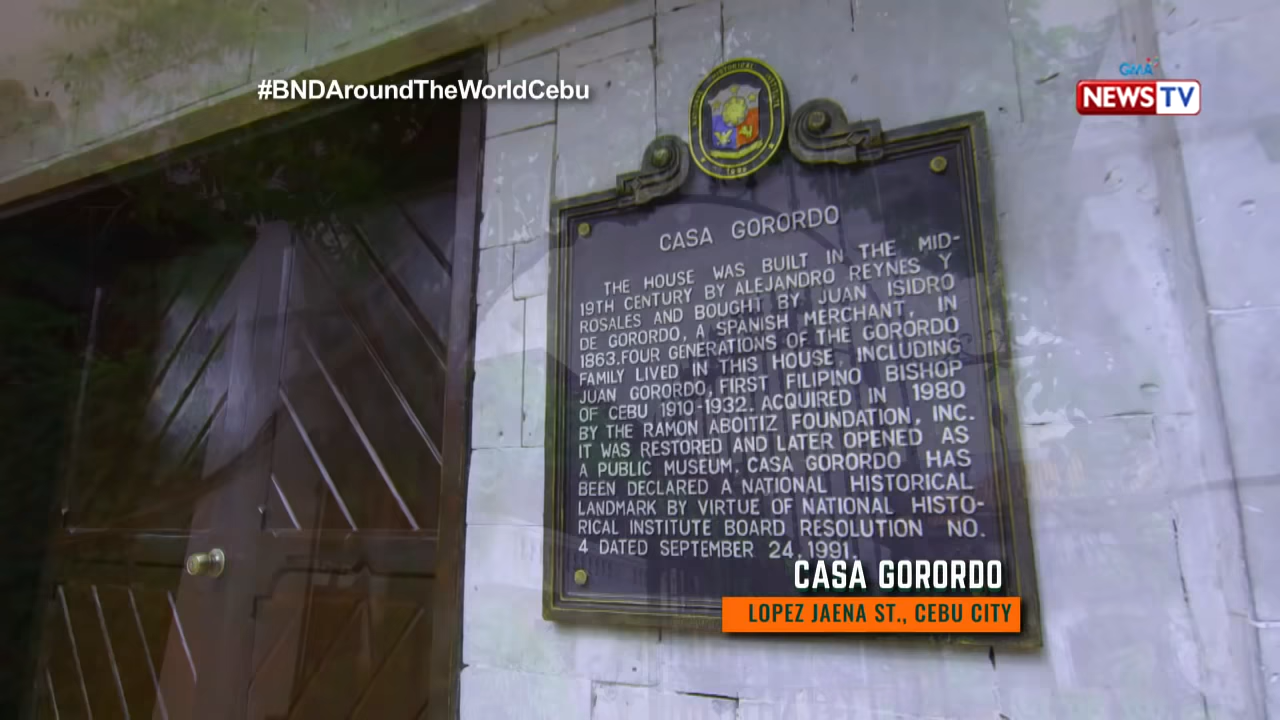 #BNDAroundTheWorldCebu
GMA
NEWS TV
CASA GORORDO
THE HOUSE WAS BUILT IN THE MID-
19TH CENTURY BY ALEJANDRO REYNES Y
ROSALES AND BOUGHT BY JUAN ISIDRO
DE GORORDO, A SPANISH MERCHANT, IN
1863.FOUR GENERATIONS OF THE GORORDO
FAMILY LIVED IN THIS HOUSE, INCLUDING
JUAN GORORDO, FIRST FILIPINO BISHOP
OF CEBU 1910-1932. ACQUIRED IN 1980
BY THE RAMON ABOITIZ FOUNDATION, INC.
IT WAS RESTORED AND LATER OPENED AS
A PUBLIC MUSEUM. CASA GORORDO HAS
BEEN DECLARED A NATIONAL HISTORICAL
LANDMARK BY VIRTUE OF NATIONAL HISTO-
RICAL INSTITUTE BOARD RESOLUTION NO.
4 DATED SEPTEMBER 24, 1991.
CASA GORORDO
LOPEZ JAENA ST., CEBU CITY